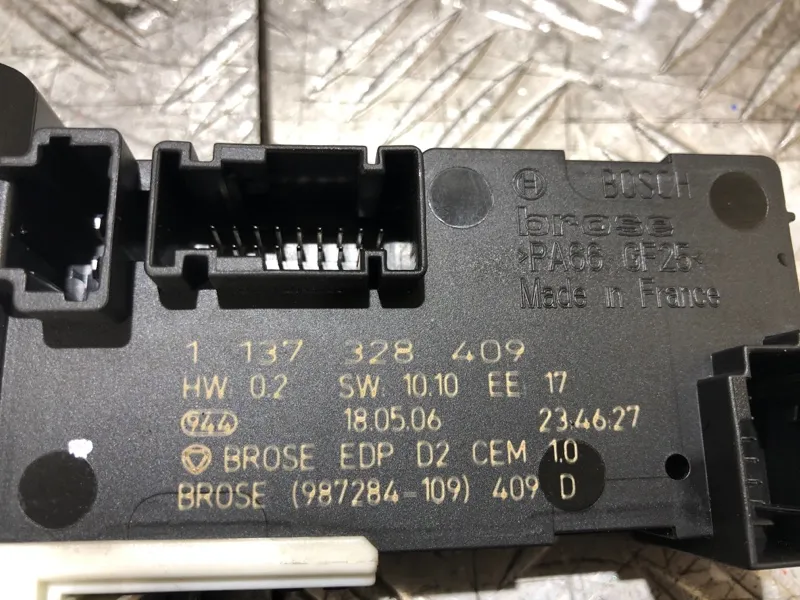 BOSCH
brose
>PA66 GF25<
Made in France
1 137 328 409
HW 0.2 SW 10.10 EE 17
944 18.05.06 23:46:27
BROSE EDP D2 CEM 1.0
BROSE (987284-109) 409 D